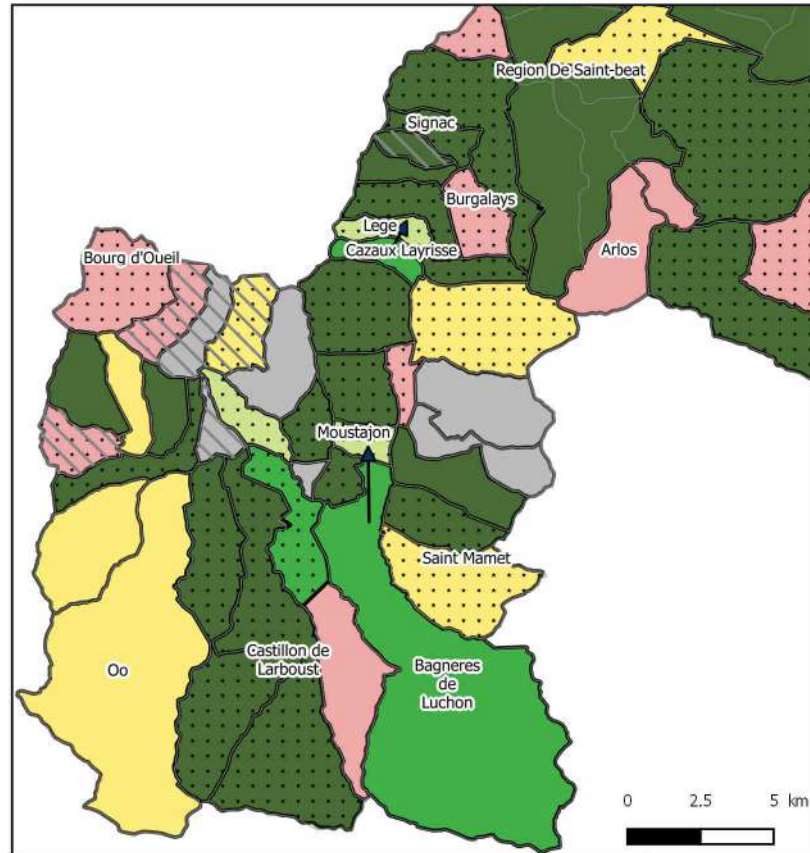 Region De Saint-beat
Signac
Burgalays
Lege
Cazaux Layrisse
Arlos
Bourg d'Oueil
Moustajon
Saint Mamet
Oo
Castillon de
Larboust
Bagneres
de
Luchon
0 2.5 5 km